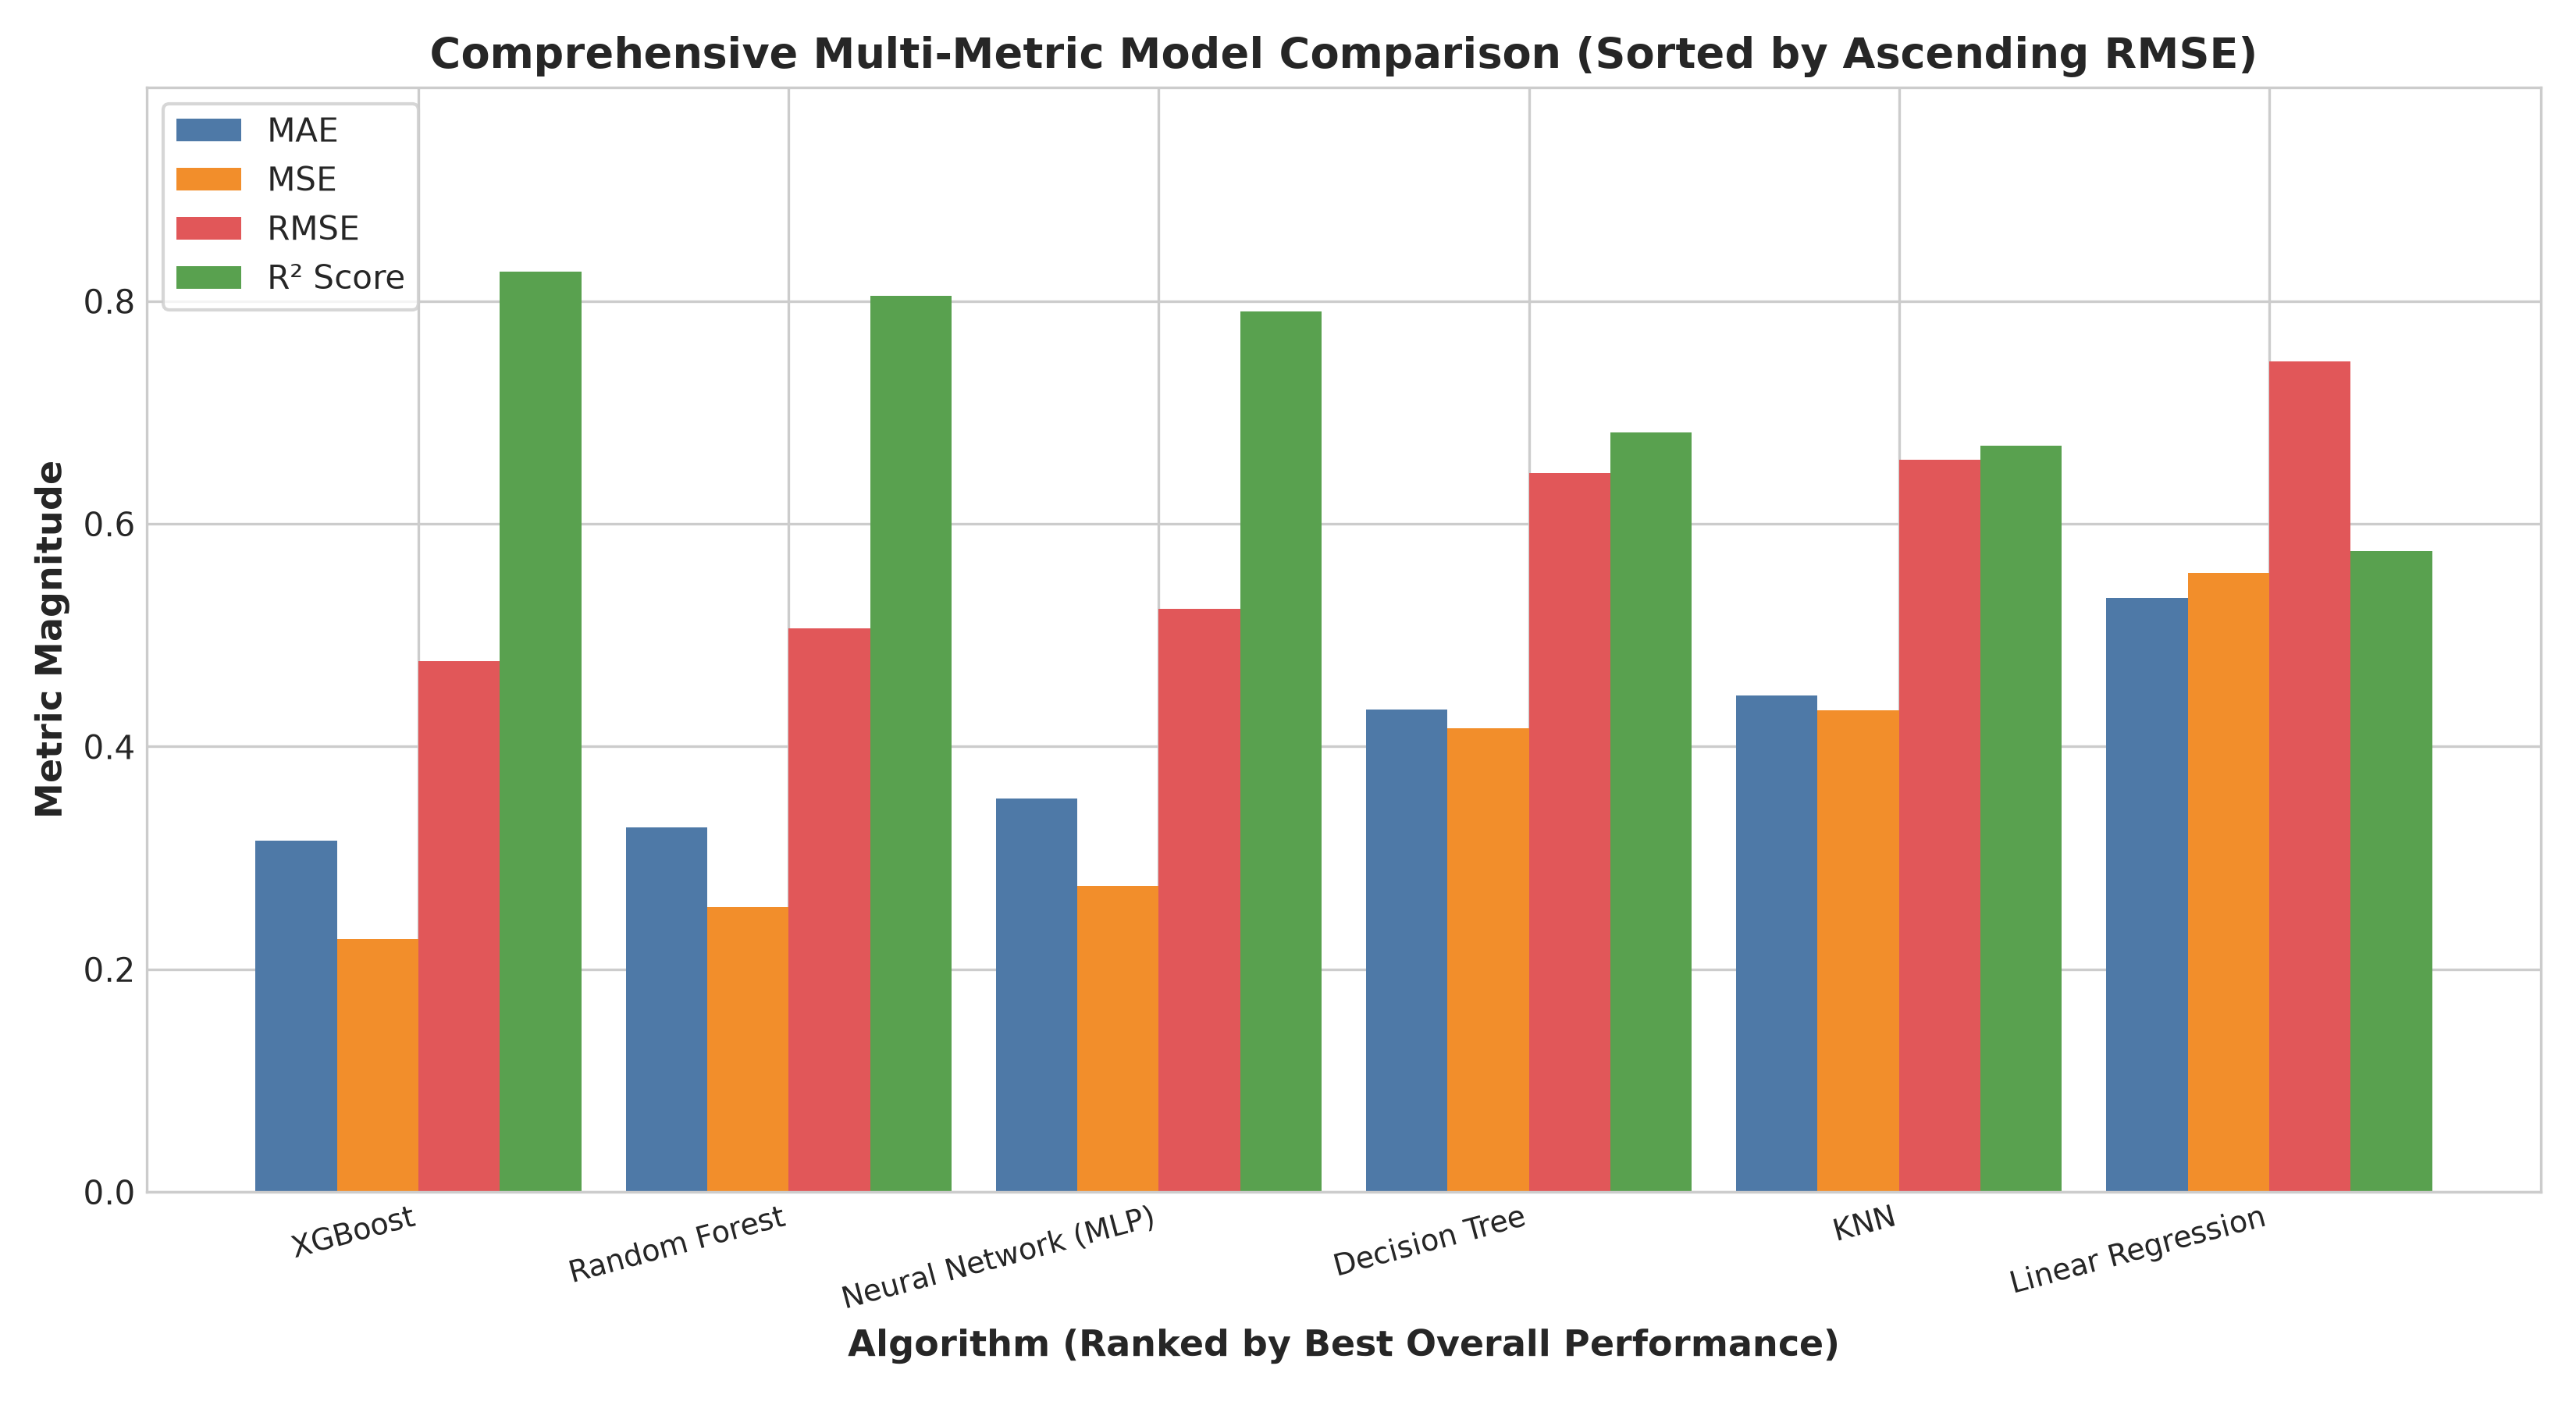 Comprehensive Multi-Metric Model Comparison (Sorted by Ascending RMSE)
MAE
MSE
RMSE
R² Score
Metric Magnitude
0.8
0.6
0.4
0.2
0.0
XGBoost
Random Forest
Neural Network (MLP)
Decision Tree
KNN
Linear Regression
Algorithm (Ranked by Best Overall Performance)